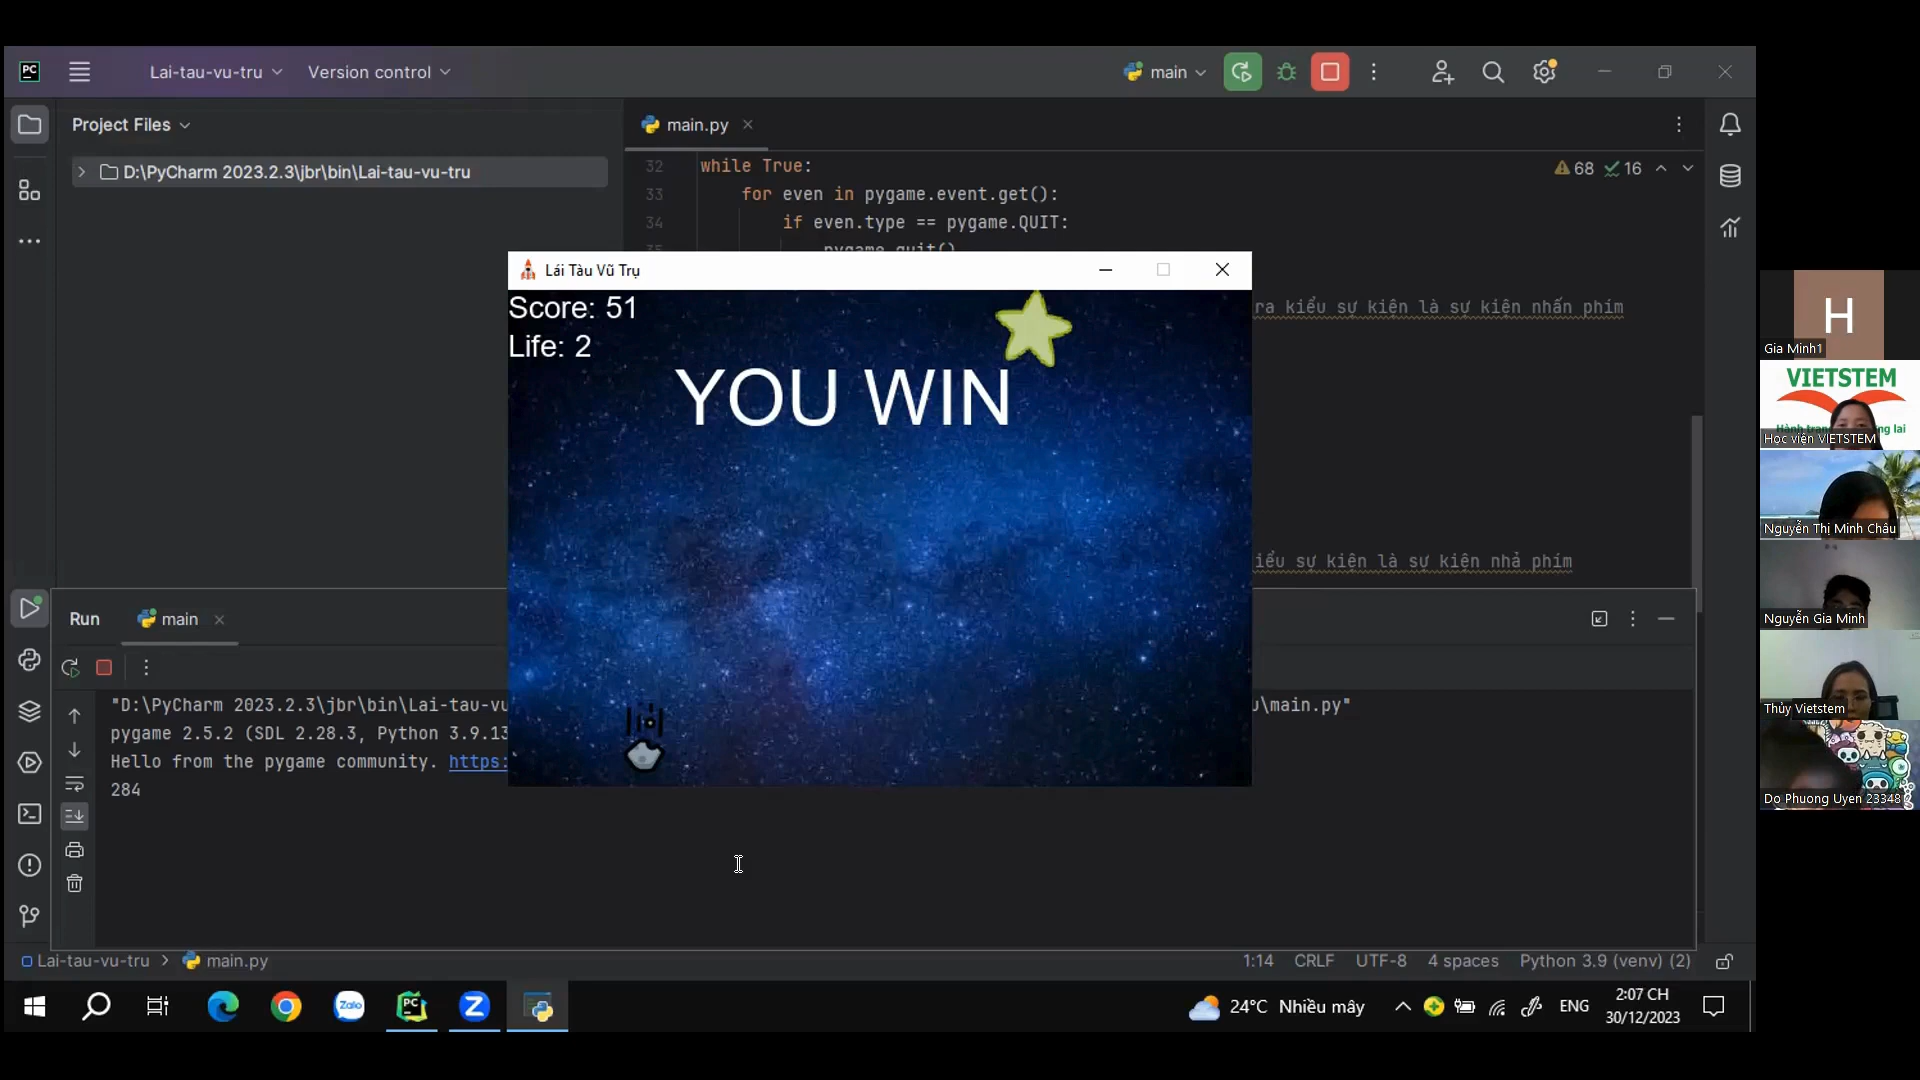 PC
Lai-tau-vu-tru
Version control
main
Project Files
main.py
D:\PyCharm 2023.2.3\jbr\bin\Lai-tau-vu-tru
32 while True:
68 16
33 for even in pygame.event.get():
34 if even.type == pygame.QUIT:
35 pygame.quit()
Lái Tàu Vũ Trụ
Score: 51
Life: 2
YOU WIN
ra kiểu sự kiện là sự kiện nhấn phím
iểu sự kiện là sự kiện nhả phím
Run main
"D:\PyCharm 2023.2.3\jbr\bin\Lai-tau-vu
u\main.py"
pygame 2.5.2 (SDL 2.28.3, Python 3.9.13
Hello from the pygame community. https:
284
Lai-tau-vu-tru > main.py
1:14 CRLF UTF-8 4 spaces Python 3.9 (venv) (2)
Zalo
PC
Z
24°C Nhiều mây
ENG
2:07 CH
30/12/2023
H
Gia Minh1
VIETSTEM
Học viện VIETSTEM
Nguyễn Thị Minh Châu
Nguyễn Gia Minh
Thủy Vietstem
Do Phuong Uyen 23348